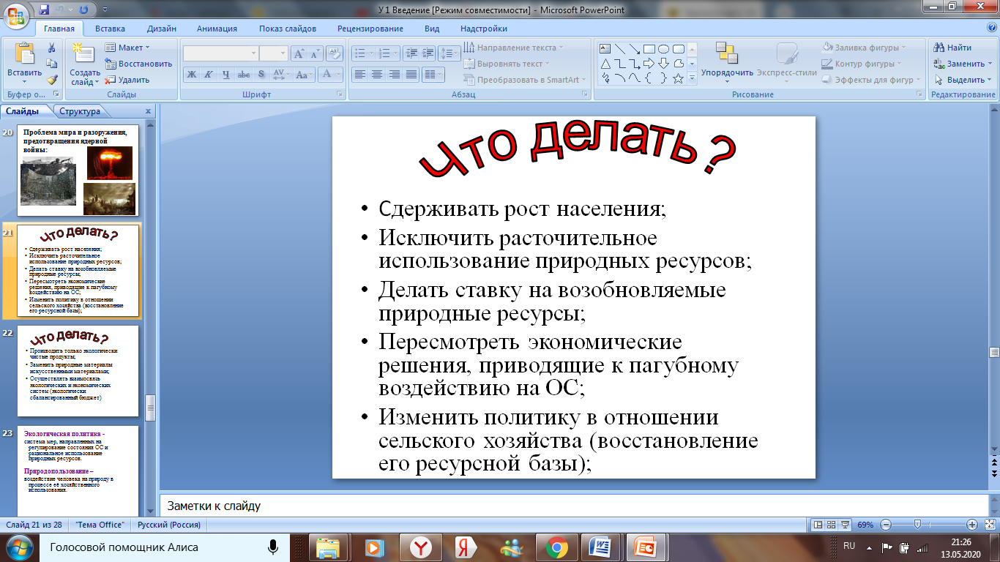 У 1 Введение [Режим совместимости] - Microsoft PowerPoint
Главная Вставка Дизайн Анимация Показ слайдов Рецензирование Вид Надстройки
Вставить
Буфер о...
Создать
слайд
Макет
Восстановить
Удалить
Слайды
Ж К Ч abc S AV Aa A
Шрифт
Направление текста
Выровнять текст
Преобразовать в SmartArt
Абзац
Упорядочить
Экспресс-стили
Заливка фигуры
Контур фигуры
Эффекты для фигур
Рисование
Найти
Заменить
Выделить
Редактирование
Слайды Структура x
20
Проблема мира и разоружения,
предотвращения ядерной
войны:
21
Что делать?
• Сдерживать рост населения;
• Исключить расточительное
использование природных ресурсов;
• Делать ставку на возобновляемые
природные ресурсы;
• Пересмотреть экономические
решения, приводящие к пагубному
воздействию на ОС;
• Изменить политику в отношении
сельского хозяйства (восстановление
его ресурсной базы);
22
Что делать?
• Производить только экологически
чистые продукты;
• Заменить природные материалы
искусственными материалами;
• Осуществлять взаимосвязь
экологических и экономических
систем (экологически
сбалансированный бюджет)
23
Экологическая политика -
система мер, направленных на
регулирование состояния ОС и
рациональное использование
природных ресурсов.
Природопользование –
воздействие человека на природу в
процессе её хозяйственного
использования.
Что делать?
• Сдерживать рост населения;
• Исключить расточительное
использование природных ресурсов;
• Делать ставку на возобновляемые
природные ресурсы;
• Пересмотреть экономические
решения, приводящие к пагубному
воздействию на ОС;
• Изменить политику в отношении
сельского хозяйства (восстановление
его ресурсной базы);
Заметки к слайду
Слайд 21 из 28 "Тема Office" Русский (Россия) 69%
Голосовой помощник Алиса
RU
21:26
13.05.2020